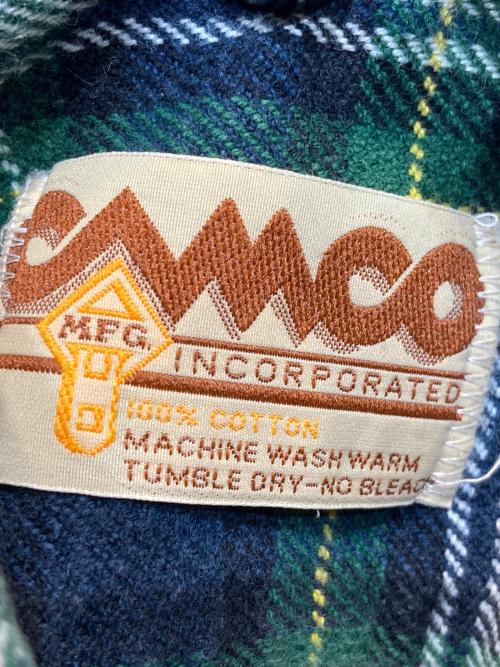 CAMCO
MFG.
INCORPORATED
100% COTTON
MACHINE WASH WARM
TUMBLE DRY-NO BLEACH